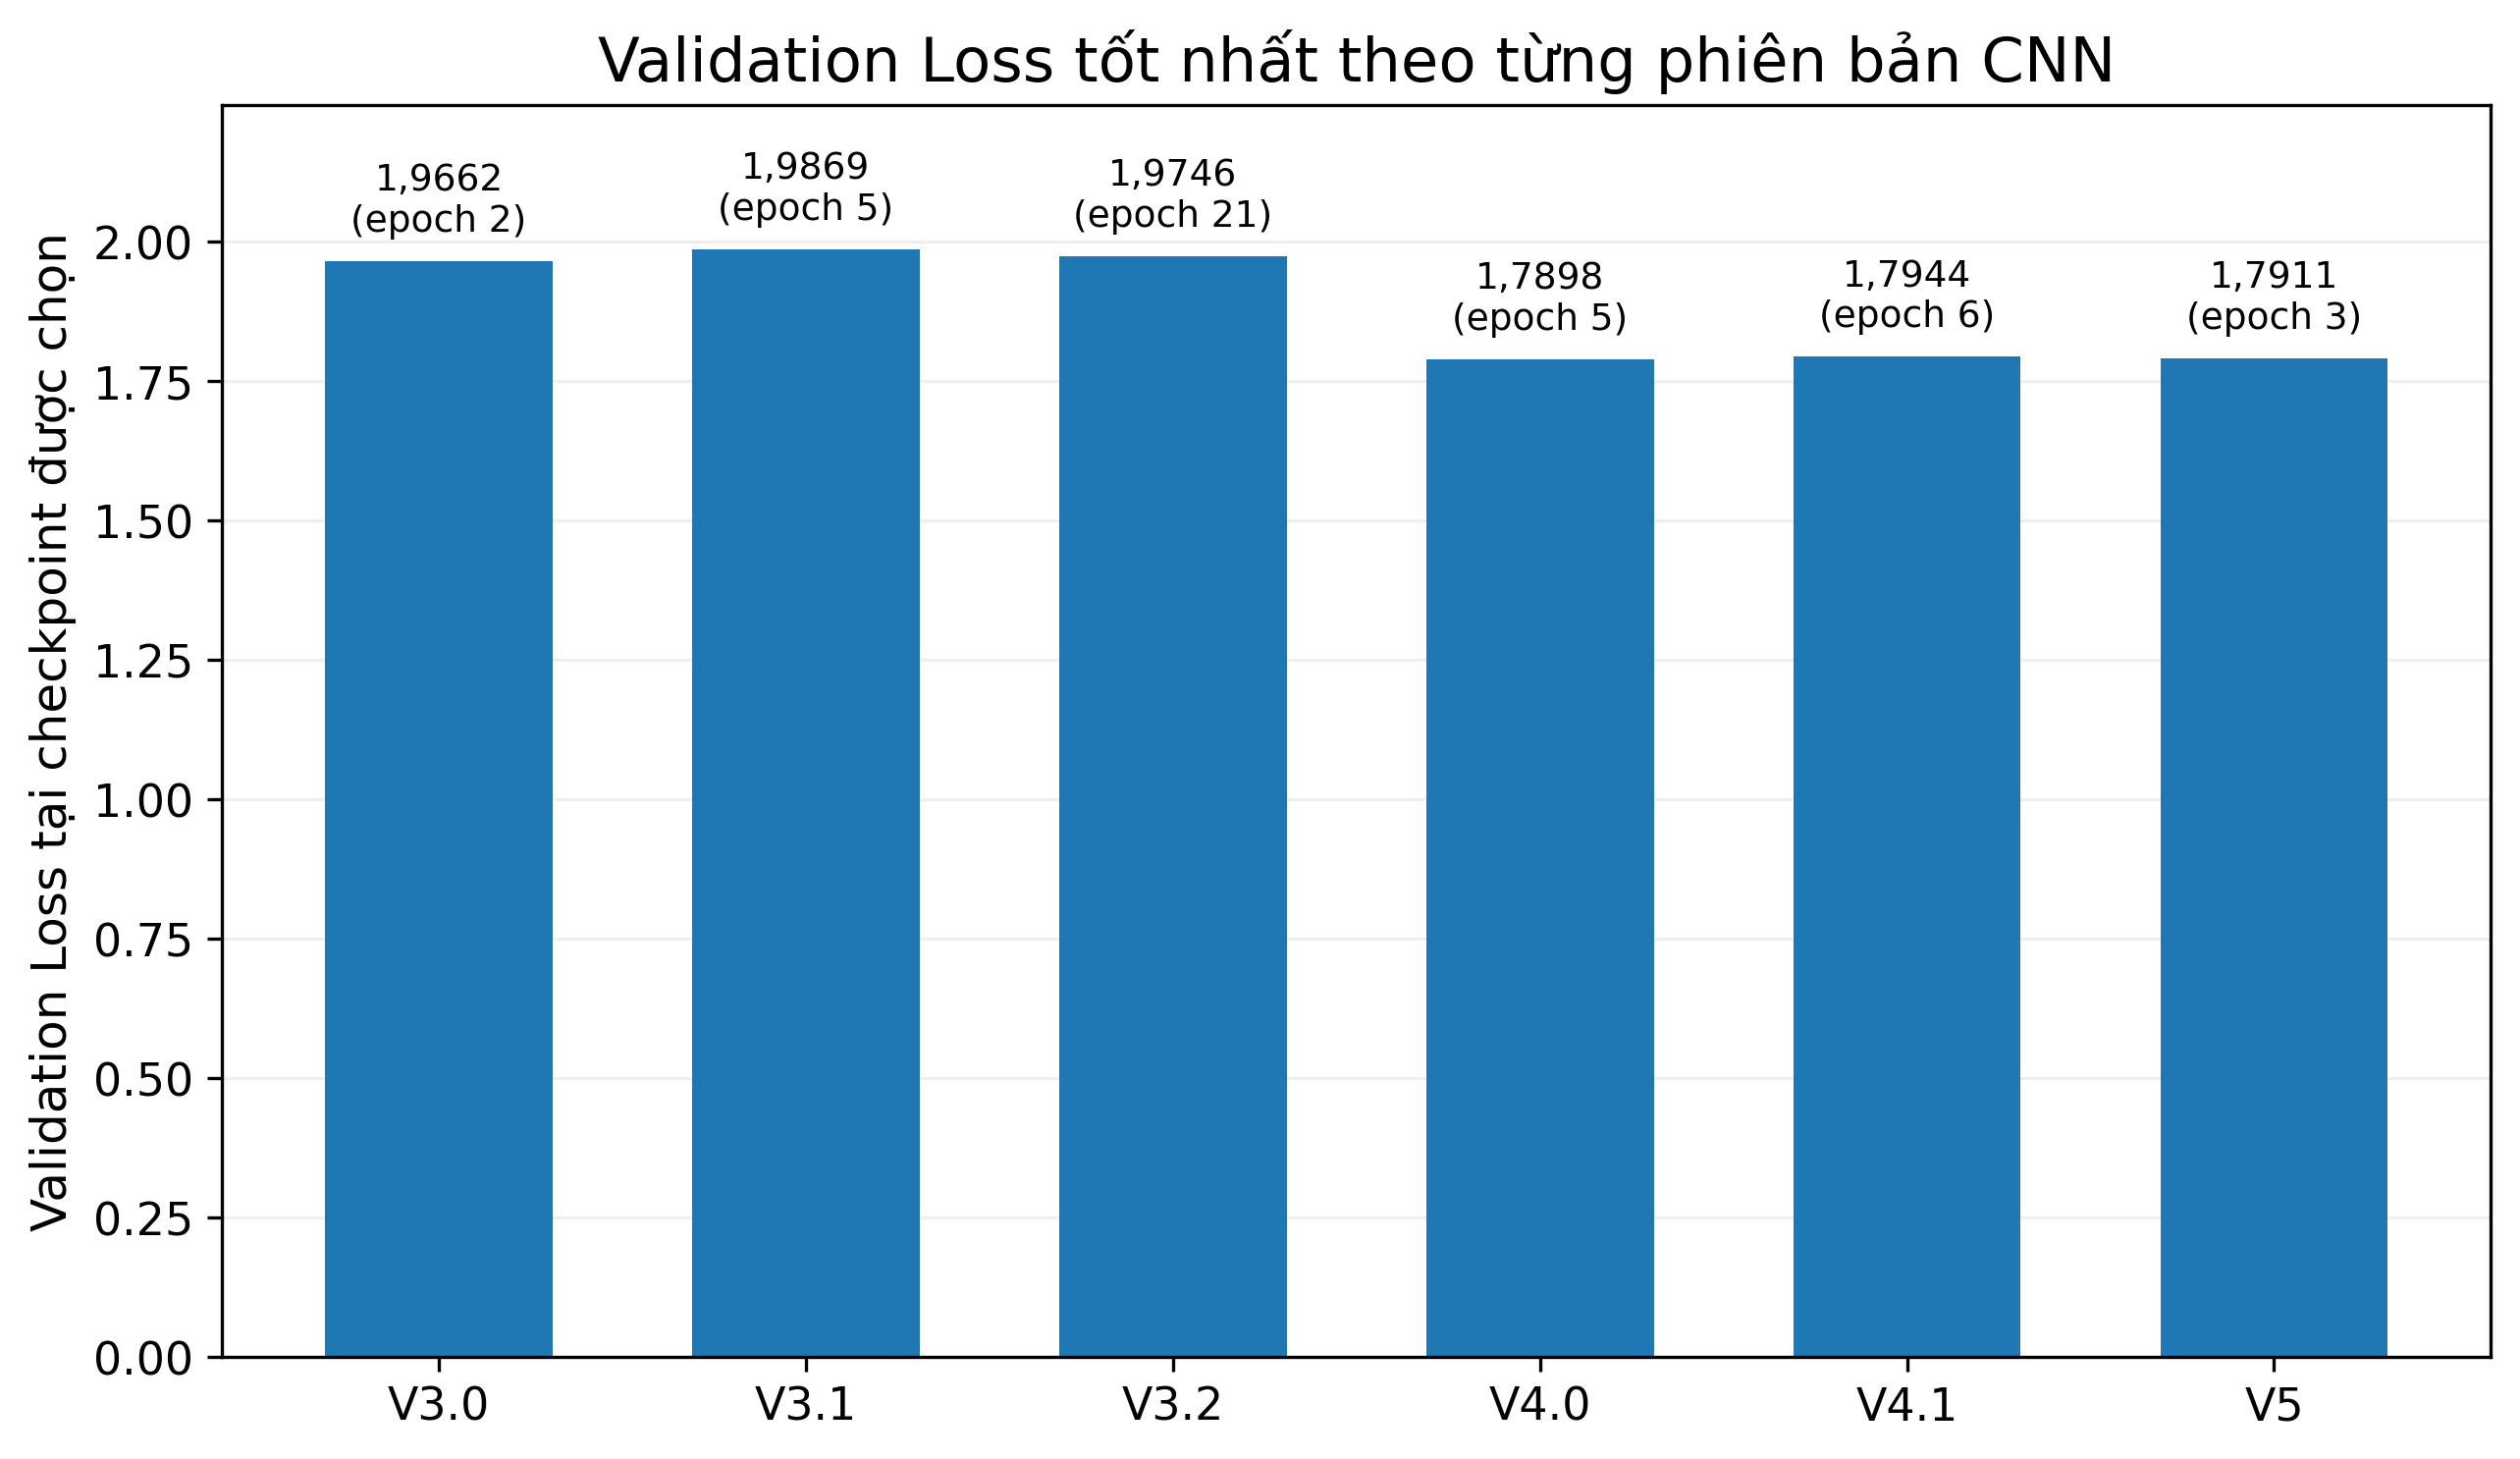 Validation Loss tốt nhất theo từng phiên bản CNN
Validation Loss tại checkpoint được chọn
2.00
1.75
1.50
1.25
1.00
0.75
0.50
0.25
0.00
1,9662
(epoch 2)
1,9869
(epoch 5)
1,9746
(epoch 21)
1,7898
(epoch 5)
1,7944
(epoch 6)
1,7911
(epoch 3)
V3.0
V3.1
V3.2
V4.0
V4.1
V5